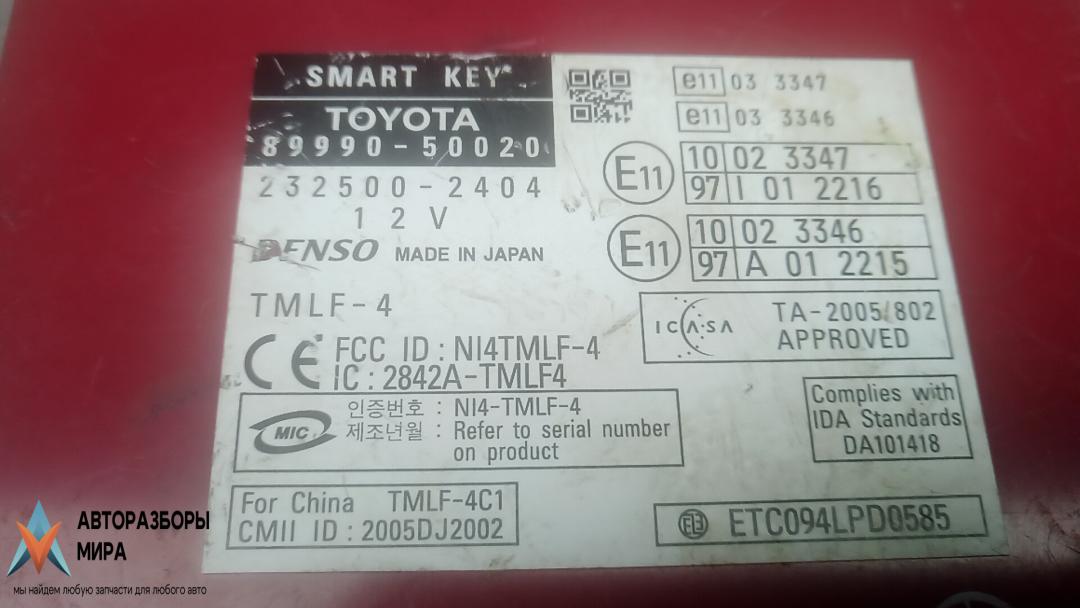 SMART KEY
TOYOTA
89990-50020
232500-2404
12V
DENSO MADE IN JAPAN
TMLF-4
CE FCC ID : NI4TMLF-4
IC : 2842A-TMLF4
MIC 인증번호 : NI4-TMLF-4
제조년월 : Refer to serial number
on product
For China TMLF-4C1
CMII ID : 2005DJ2002
e11 03 3347
e11 03 3346
E11 10 02 3347
97 I 01 2216
E11 10 02 3346
97 A 01 2215
ICASA TA-2005/802
APPROVED
Complies with
IDA Standards
DA101418
ETC094LPD0585
АВТОРАЗБОРЫ
МИРА
мы найдем любую запчасти для любого авто